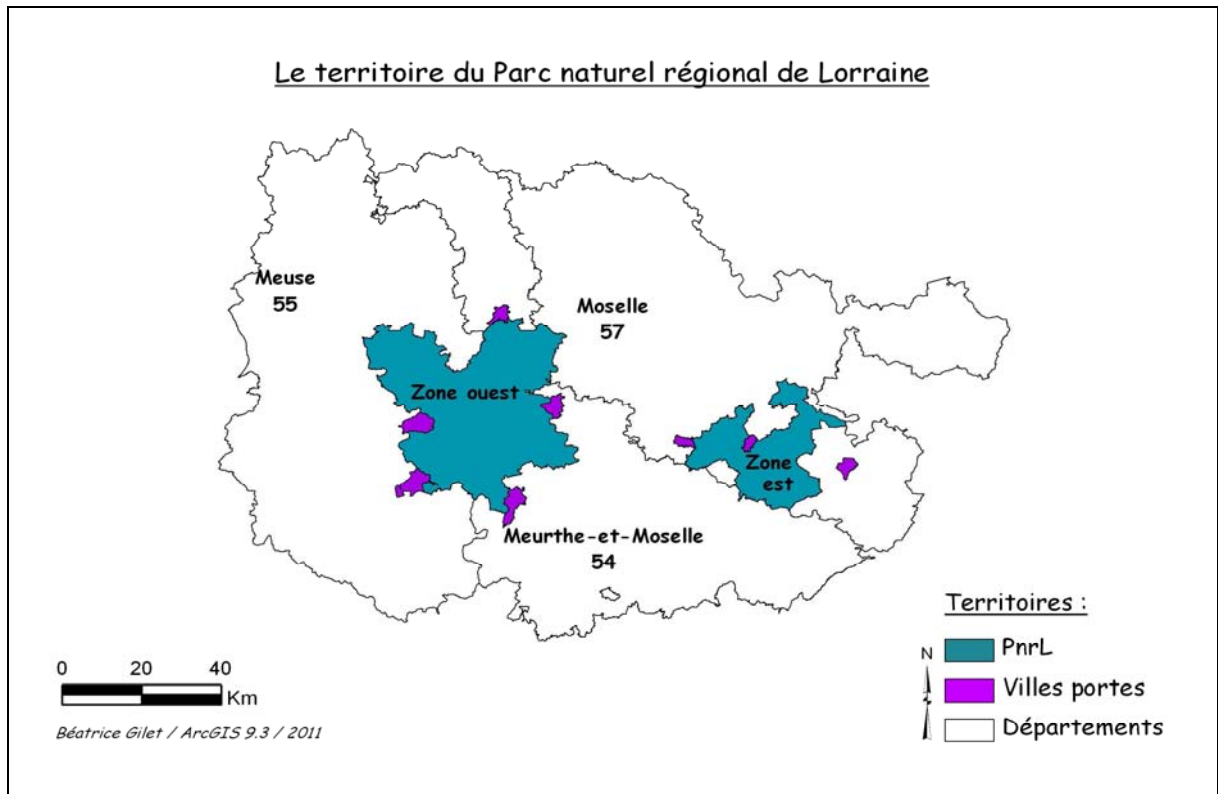 Le territoire du Parc naturel régional de Lorraine
Meuse
55
Moselle
57
Zone ouest
Zone
est
Meurthe-et-Moselle
54
Territoires :
N
PnrL
Villes portes
Départements
0 20 40
Km
Béatrice Gilet / ArcGIS 9.3 / 2011